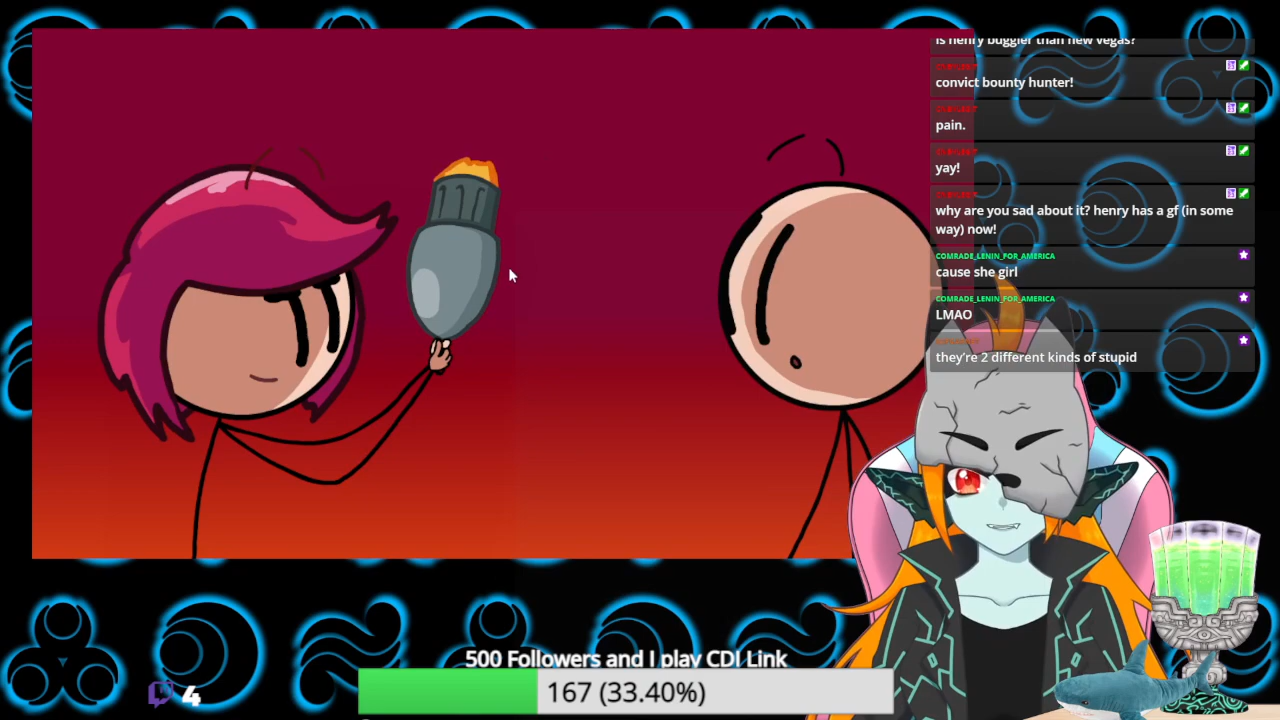 is henry buggier than new vegas?
convict bounty hunter!
pain.
yay!
why are you sad about it? henry has a gf (in some
way) now!
COMRADE_LENIN_FOR_AMERICA
cause she girl
COMRADE_LENIN_FOR_AMERICA
LMAO
they're 2 different kinds of stupid
500 Followers and I play CDI Link
167 (33.40%)
4